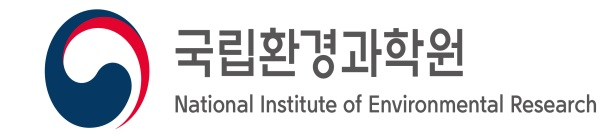 국립환경과학원
National Institute of Environmental Research